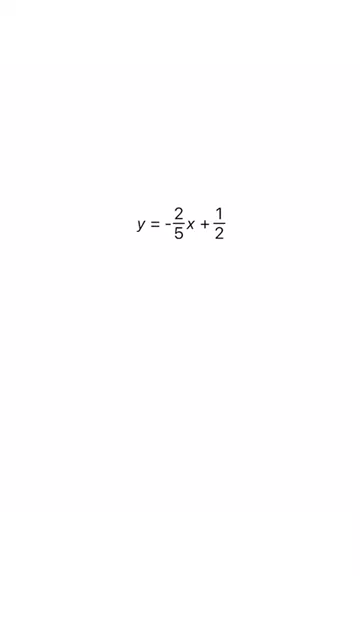 y = -2/5x + 1/2